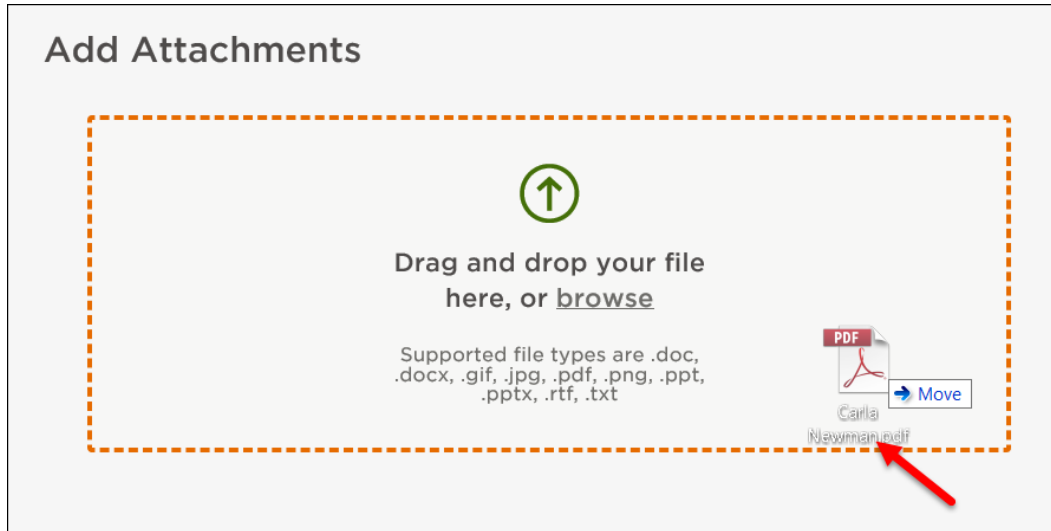 Add Attachments
Drag and drop your file
here, or browse
Supported file types are .doc,
.docx, .gif, .jpg, .pdf, .png, .ppt,
.pptx, .rtf, .txt
PDF
Move
Carla
Newman.pdf